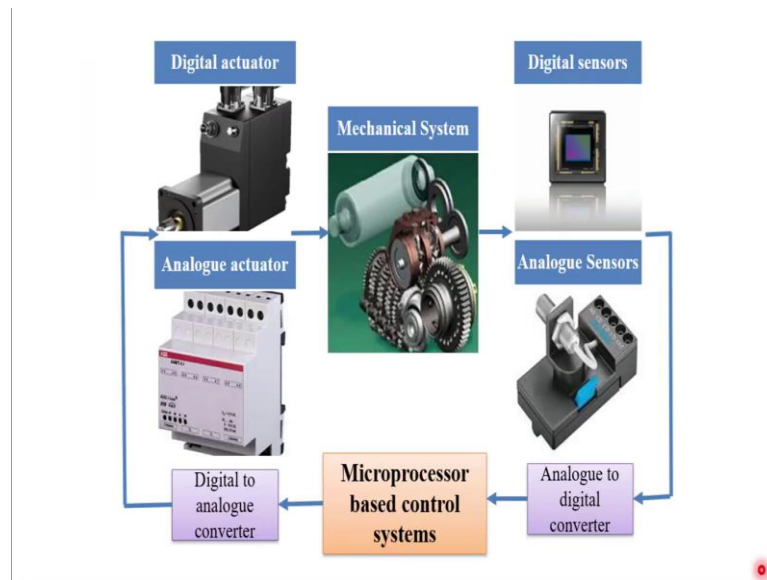 Digital actuator
Digital sensors
Mechanical System
Analogue actuator
Analogue Sensors
ABB
Digital to
analogue
converter
Microprocessor
based control
systems
Analogue to
digital
converter